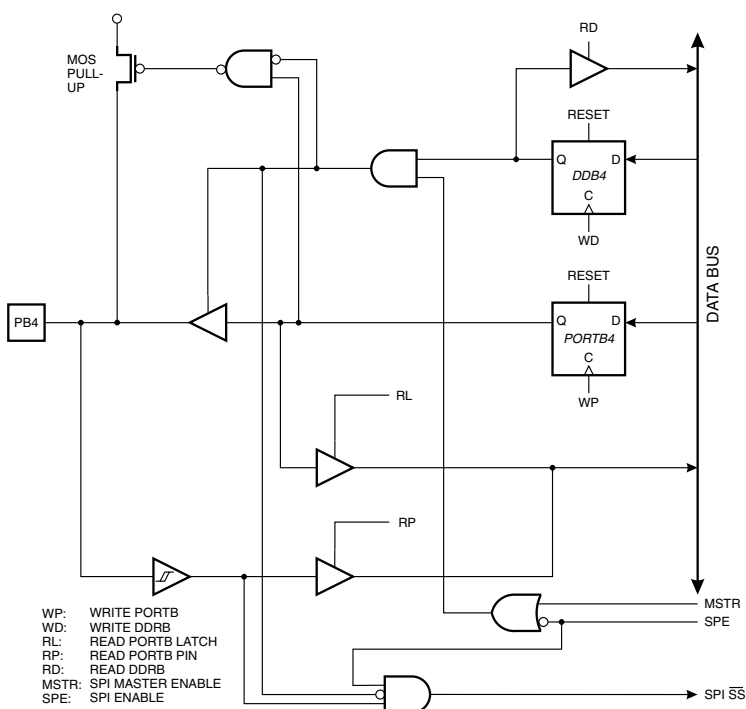 RD
MOS
PULL-
UP
RESET
Q
D
DDB4
C
WD
RESET
DATA BUS
PB4
Q
D
PORTB4
C
WP
RL
RP
WP: WRITE PORTB
WD: WRITE DDRB
RL: READ PORTB LATCH
RP: READ PORTB PIN
RD: READ DDRB
MSTR: SPI MASTER ENABLE
SPE: SPI ENABLE
MSTR
SPE
SPI S̅S̅